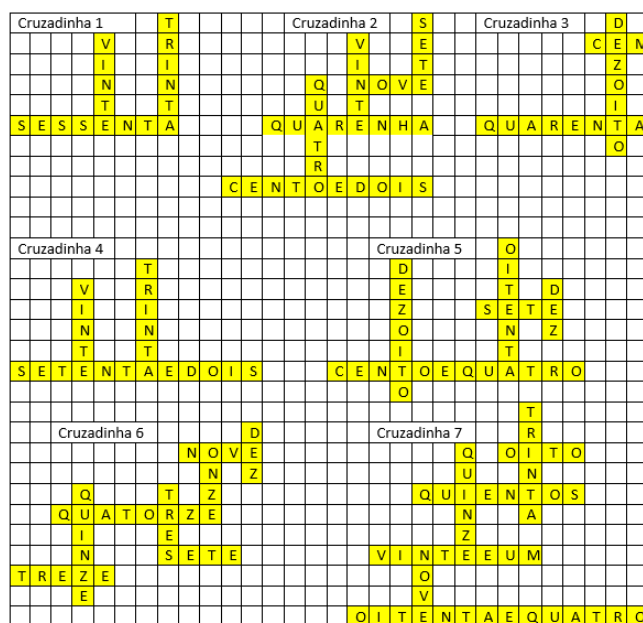 Cruzadinha 1
TRINTA
VINTE
SESSENTA
Cruzadinha 2
SETE
VINTE
QUATRO
NOVE
QUARENHA
CENTOEDOIS
Cruzadinha 3
DEZOITO
CEM
QUARENTA
Cruzadinha 4
TRINTA
VINTE
SETENTAEDOIS
Cruzadinha 5
OITENTA
DEZOITO
DEZ
SETE
CENTOEQUATRO
Cruzadinha 6
DEZ
NOVE
ONZE
QUINZE
TRES
QUATORZE
SETE
TREZE
Cruzadinha 7
TRINTA
QUINZE
OITO
QUIENTOS
VINTEEUM
NOVE
OITENTAEQUATRO